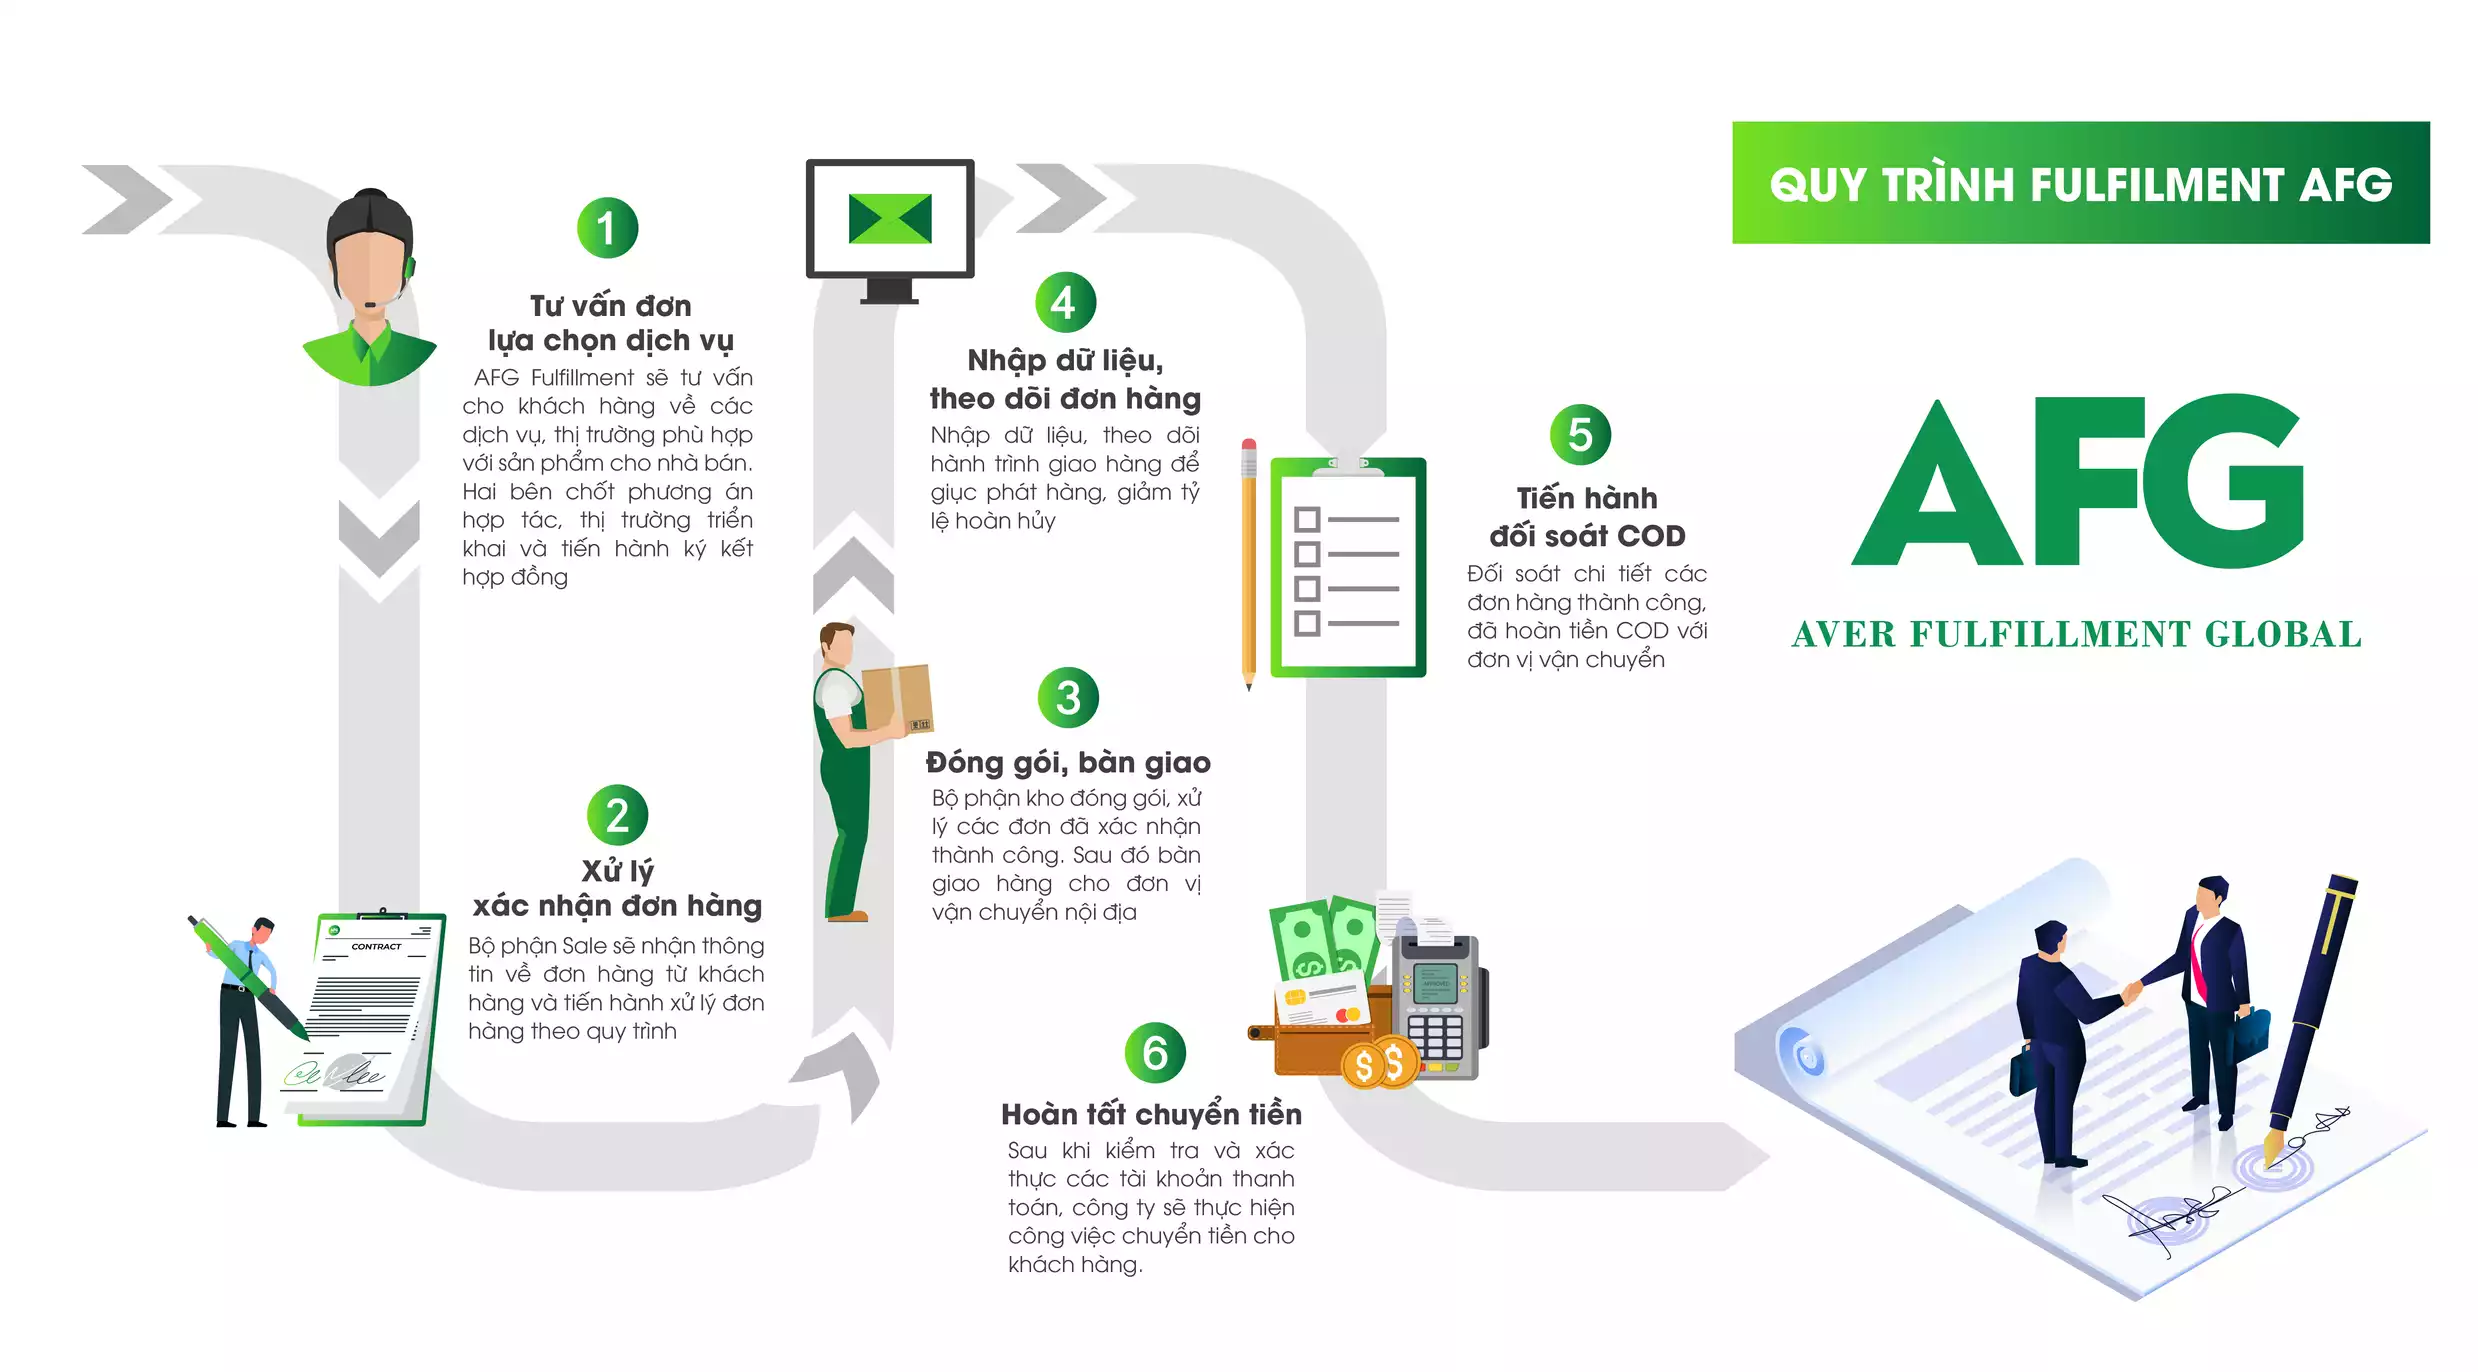 QUY TRÌNH FULFILMENT AFG
AFG
AVER FULFILLMENT GLOBAL
1
Tư vấn đơn
lựa chọn dịch vụ
AFG Fulfillment sẽ tư vấn
cho khách hàng về các
dịch vụ, thị trường phù hợp
với sản phẩm cho nhà bán.
Hai bên chốt phương án
hợp tác, thị trường triển
khai và tiến hành ký kết
hợp đồng
2
Xử lý
xác nhận đơn hàng
Bộ phận Sale sẽ nhận thông
tin về đơn hàng từ khách
hàng và tiến hành xử lý đơn
hàng theo quy trình
CONTRACT
3
Đóng gói, bàn giao
Bộ phận kho đóng gói, xử
lý các đơn đã xác nhận
thành công. Sau đó bàn
giao hàng cho đơn vị
vận chuyển nội địa
4
Nhập dữ liệu,
theo dõi đơn hàng
Nhập dữ liệu, theo dõi
hành trình giao hàng để
giục phát hàng, giảm tỷ
lệ hoàn hủy
5
Tiến hành
đối soát COD
Đối soát chi tiết các
đơn hàng thành công,
đã hoàn tiền COD với
đơn vị vận chuyển
6
Hoàn tất chuyển tiền
Sau khi kiểm tra và xác
thực các tài khoản thanh
toán, công ty sẽ thực hiện
công việc chuyển tiền cho
khách hàng.
APPROVED